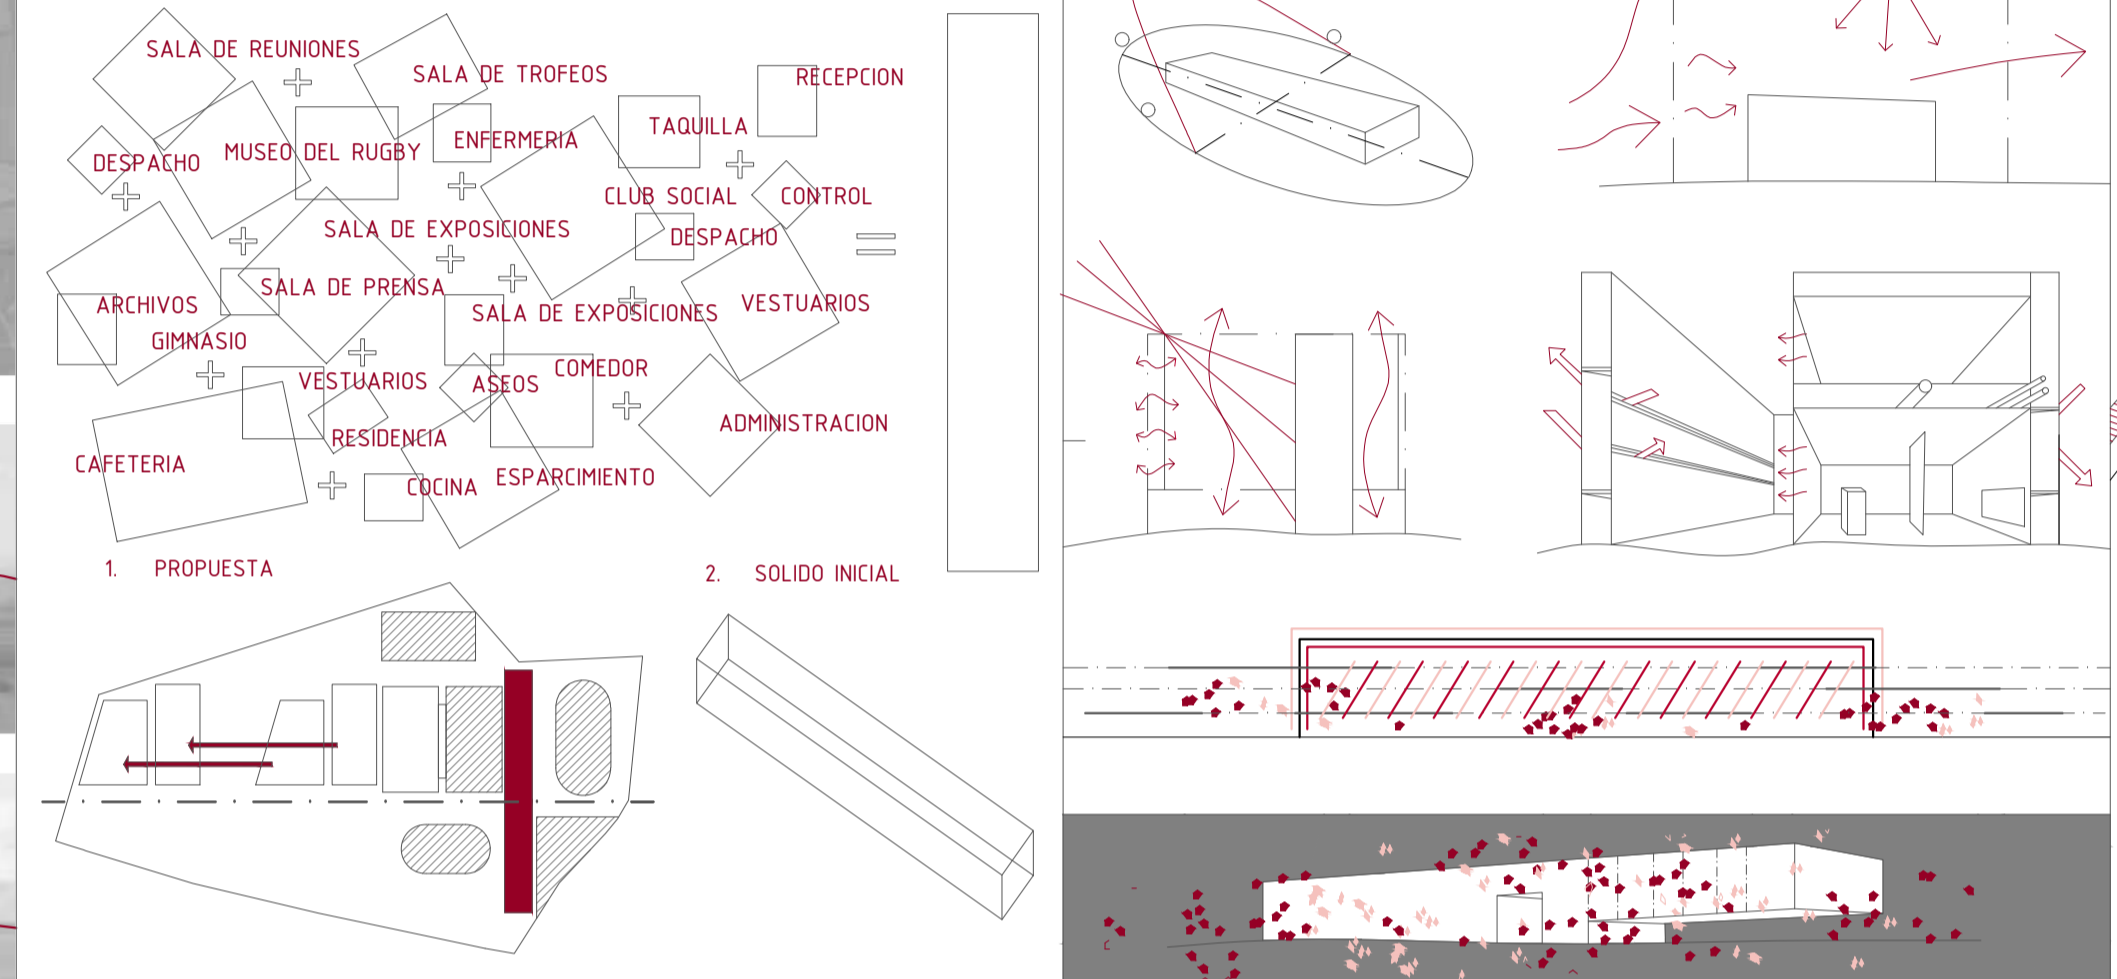 SALA DE REUNIONES
SALA DE TROFEOS
RECEPCION
TAQUILLA
ENFERMERIA
MUSEO DEL RUGBY
DESPACHO
CLUB SOCIAL
CONTROL
SALA DE EXPOSICIONES
DESPACHO
SALA DE PRENSA
ARCHIVOS
VESTUARIOS
SALA DE EXPOSICIONES
GIMNASIO
COMEDOR
VESTUARIOS
ASEOS
ADMINISTRACION
RESIDENCIA
CAFETERIA
ESPARCIMIENTO
COCINA
1. PROPUESTA
2. SOLIDO INICIAL